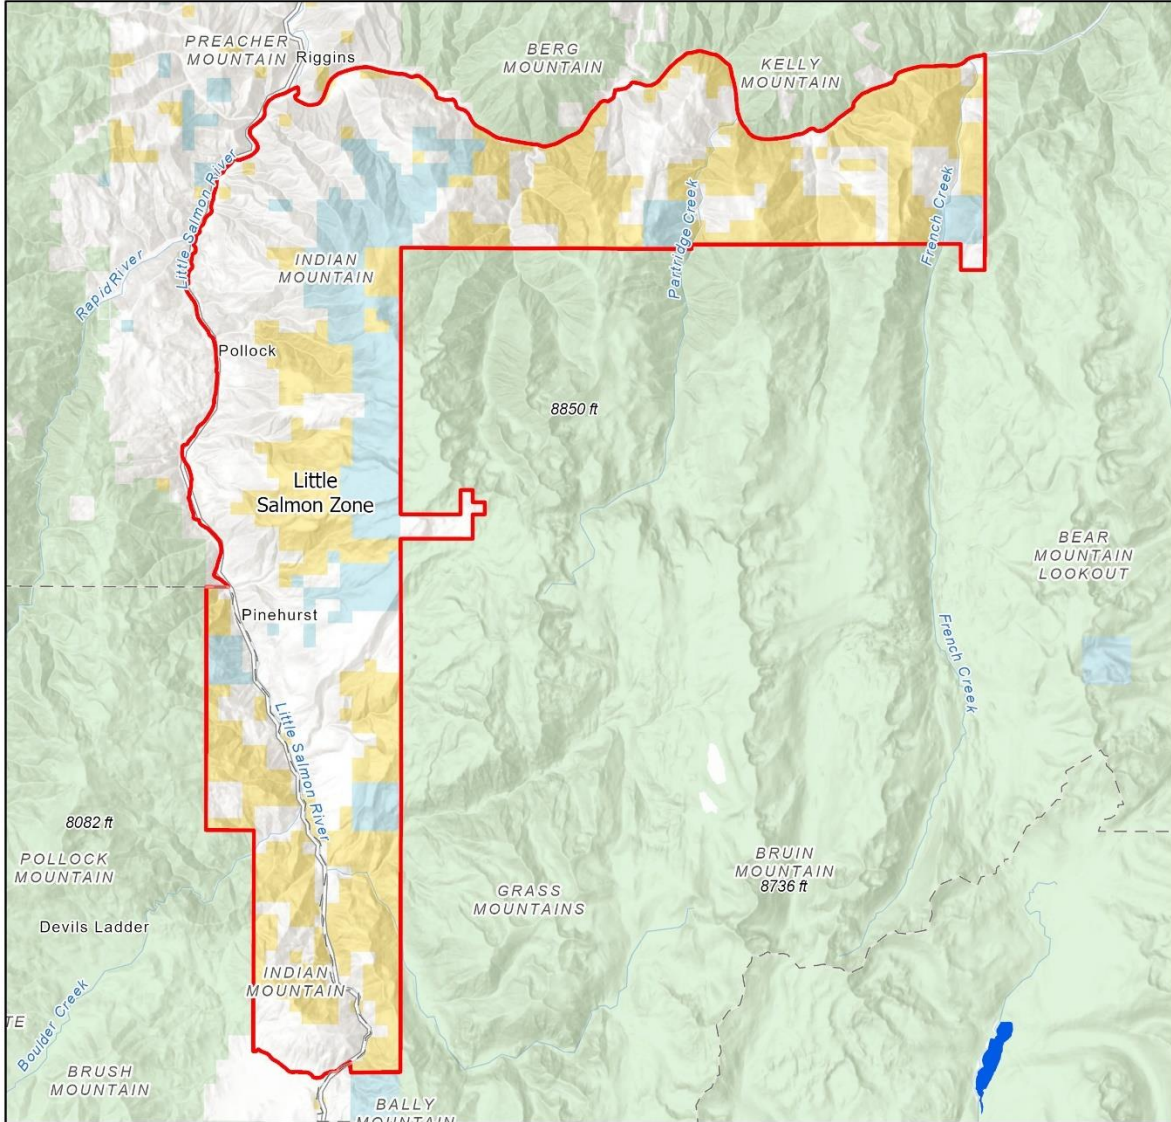 PREACHER
MOUNTAIN
Riggins
BERG
MOUNTAIN
KELLY
MOUNTAIN
Little Salmon River
Rapid River
INDIAN
MOUNTAIN
Partridge Creek
French Creek
Pollock
8850 ft
Little
Salmon Zone
BEAR
MOUNTAIN
LOOKOUT
Pinehurst
French Creek
Little Salmon River
8082 ft
POLLOCK
MOUNTAIN
BRUIN
MOUNTAIN
8736 ft
GRASS
MOUNTAINS
Devils Ladder
INDIAN
MOUNTAIN
Boulder Creek
TE
BRUSH
MOUNTAIN
BALLY
MOUNTAIN